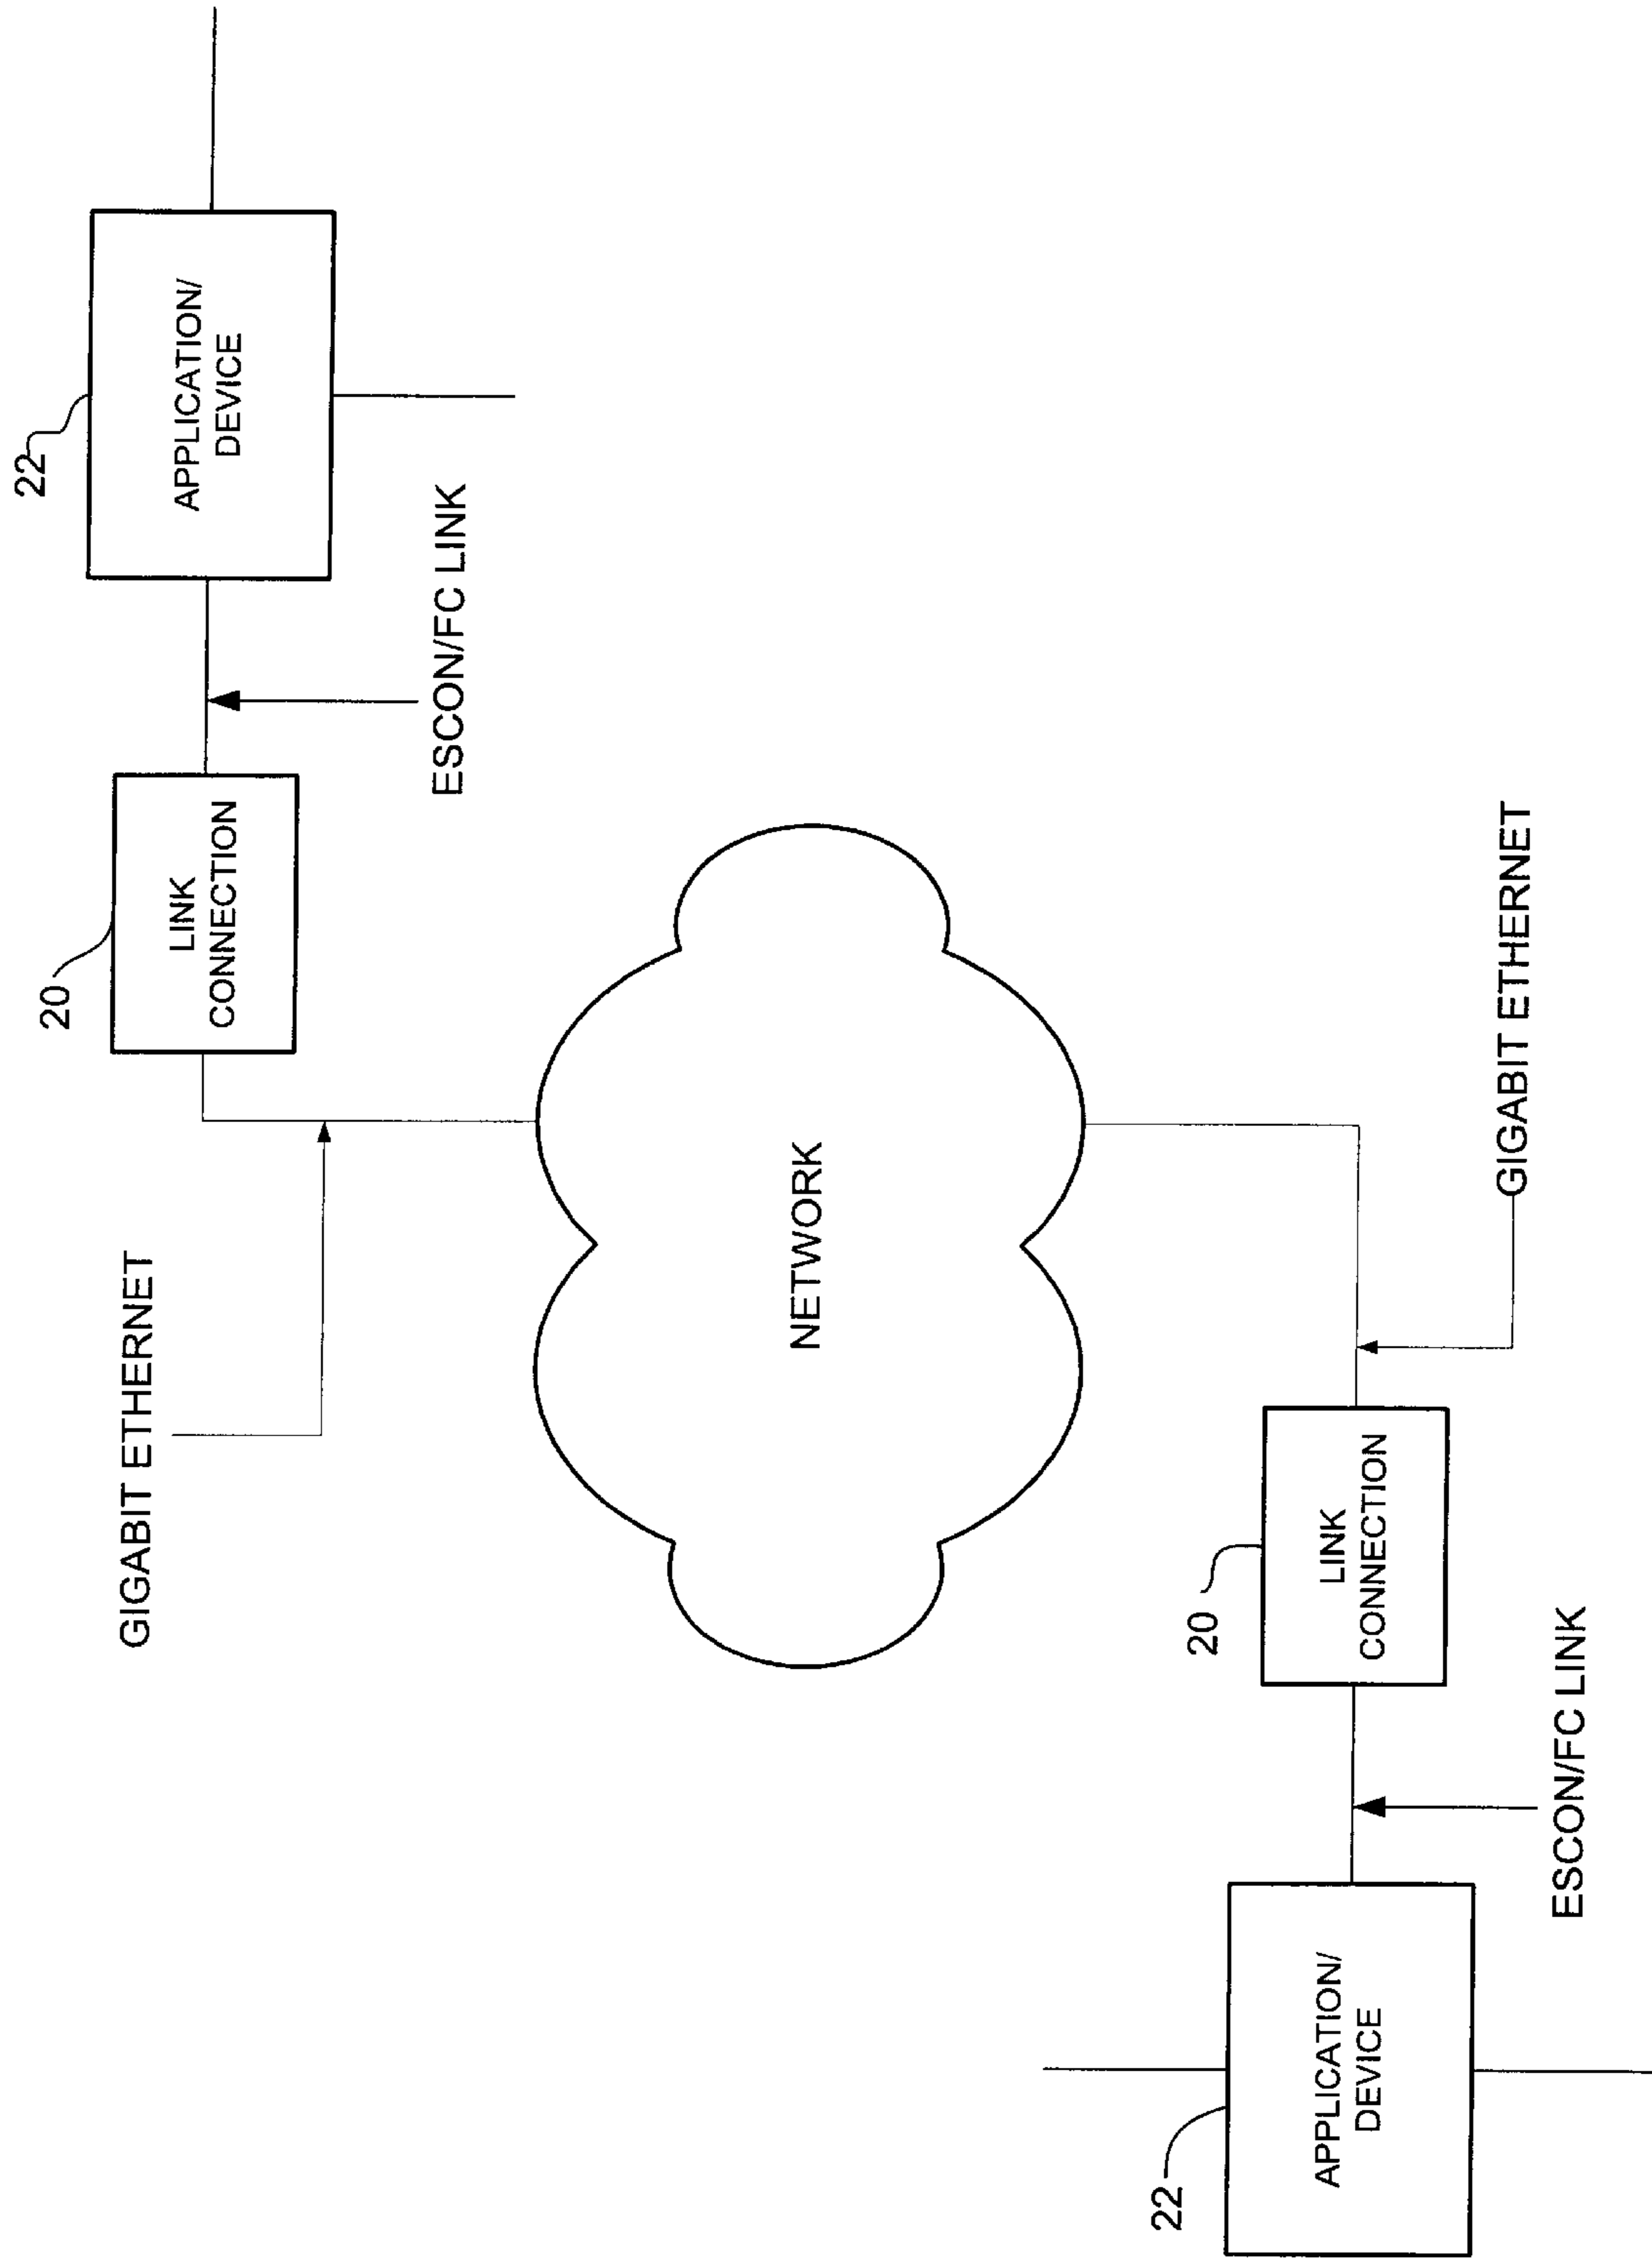 22
APPLICATION/
DEVICE
ESCON/FC LINK
20
LINK
CONNECTION
GIGABIT ETHERNET
NETWORK
GIGABIT ETHERNET
20
LINK
CONNECTION
ESCON/FC LINK
22
APPLICATION/
DEVICE